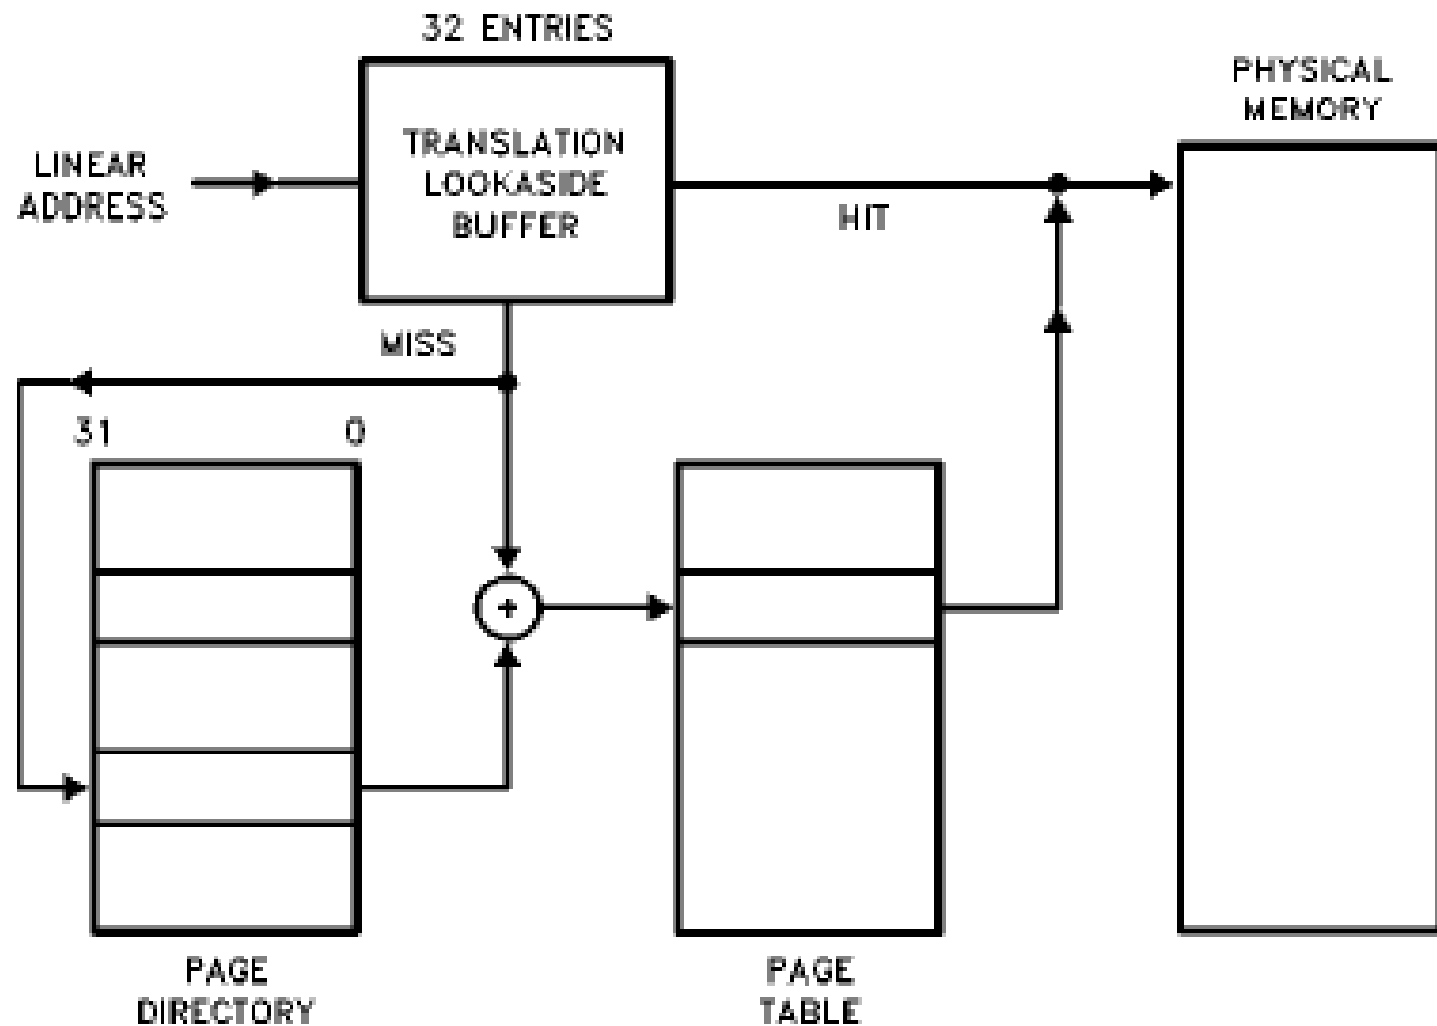 32 ENTRIES
PHYSICAL
MEMORY
LINEAR
ADDRESS
TRANSLATION
LOOKASIDE
BUFFER
HIT
MISS
31 0
+
PAGE
DIRECTORY
PAGE
TABLE